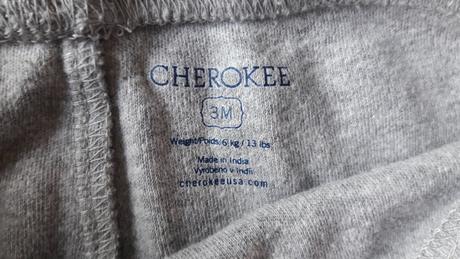 CHEROKEE
3M
Weight/Poids: 6 kg / 13 lbs
Made in India
Vyrobeno v Indii
cherokeeusa.com